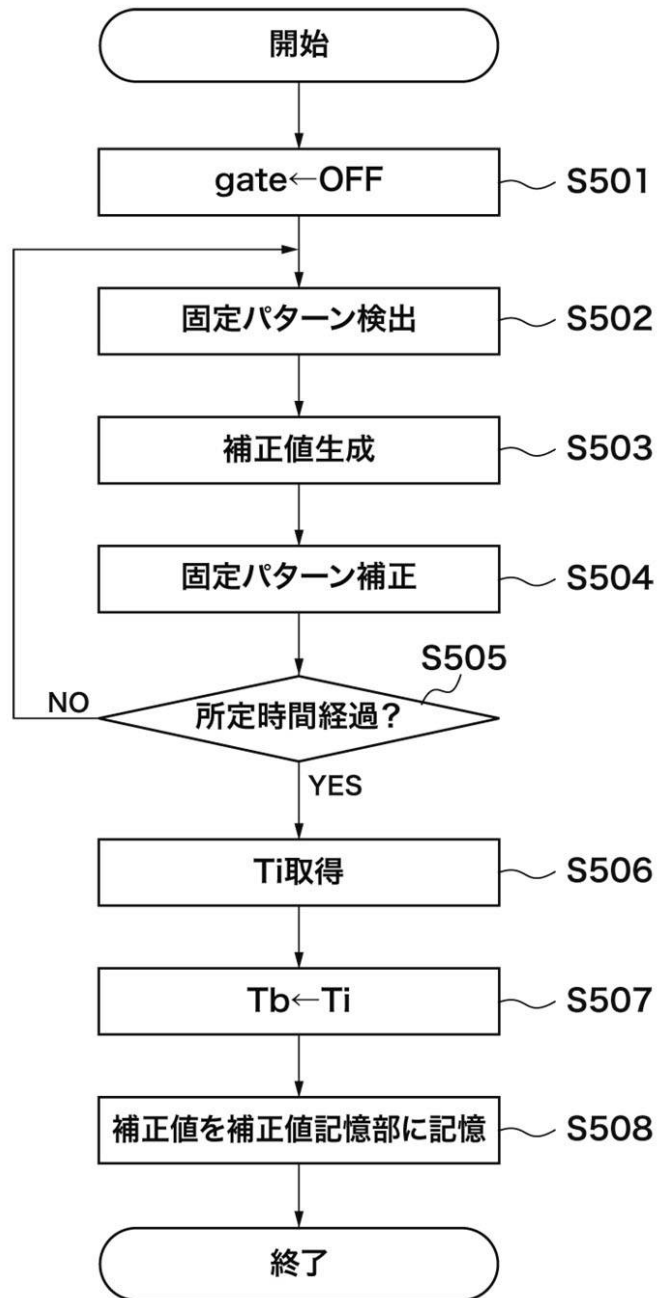 開始
gate←OFF
S501
固定パターン検出
S502
補正値生成
S503
固定パターン補正
S504
S505
所定時間経過?
NO
YES
Ti取得
S506
Tb←Ti
S507
補正値を補正値記憶部に記憶
S508
終了